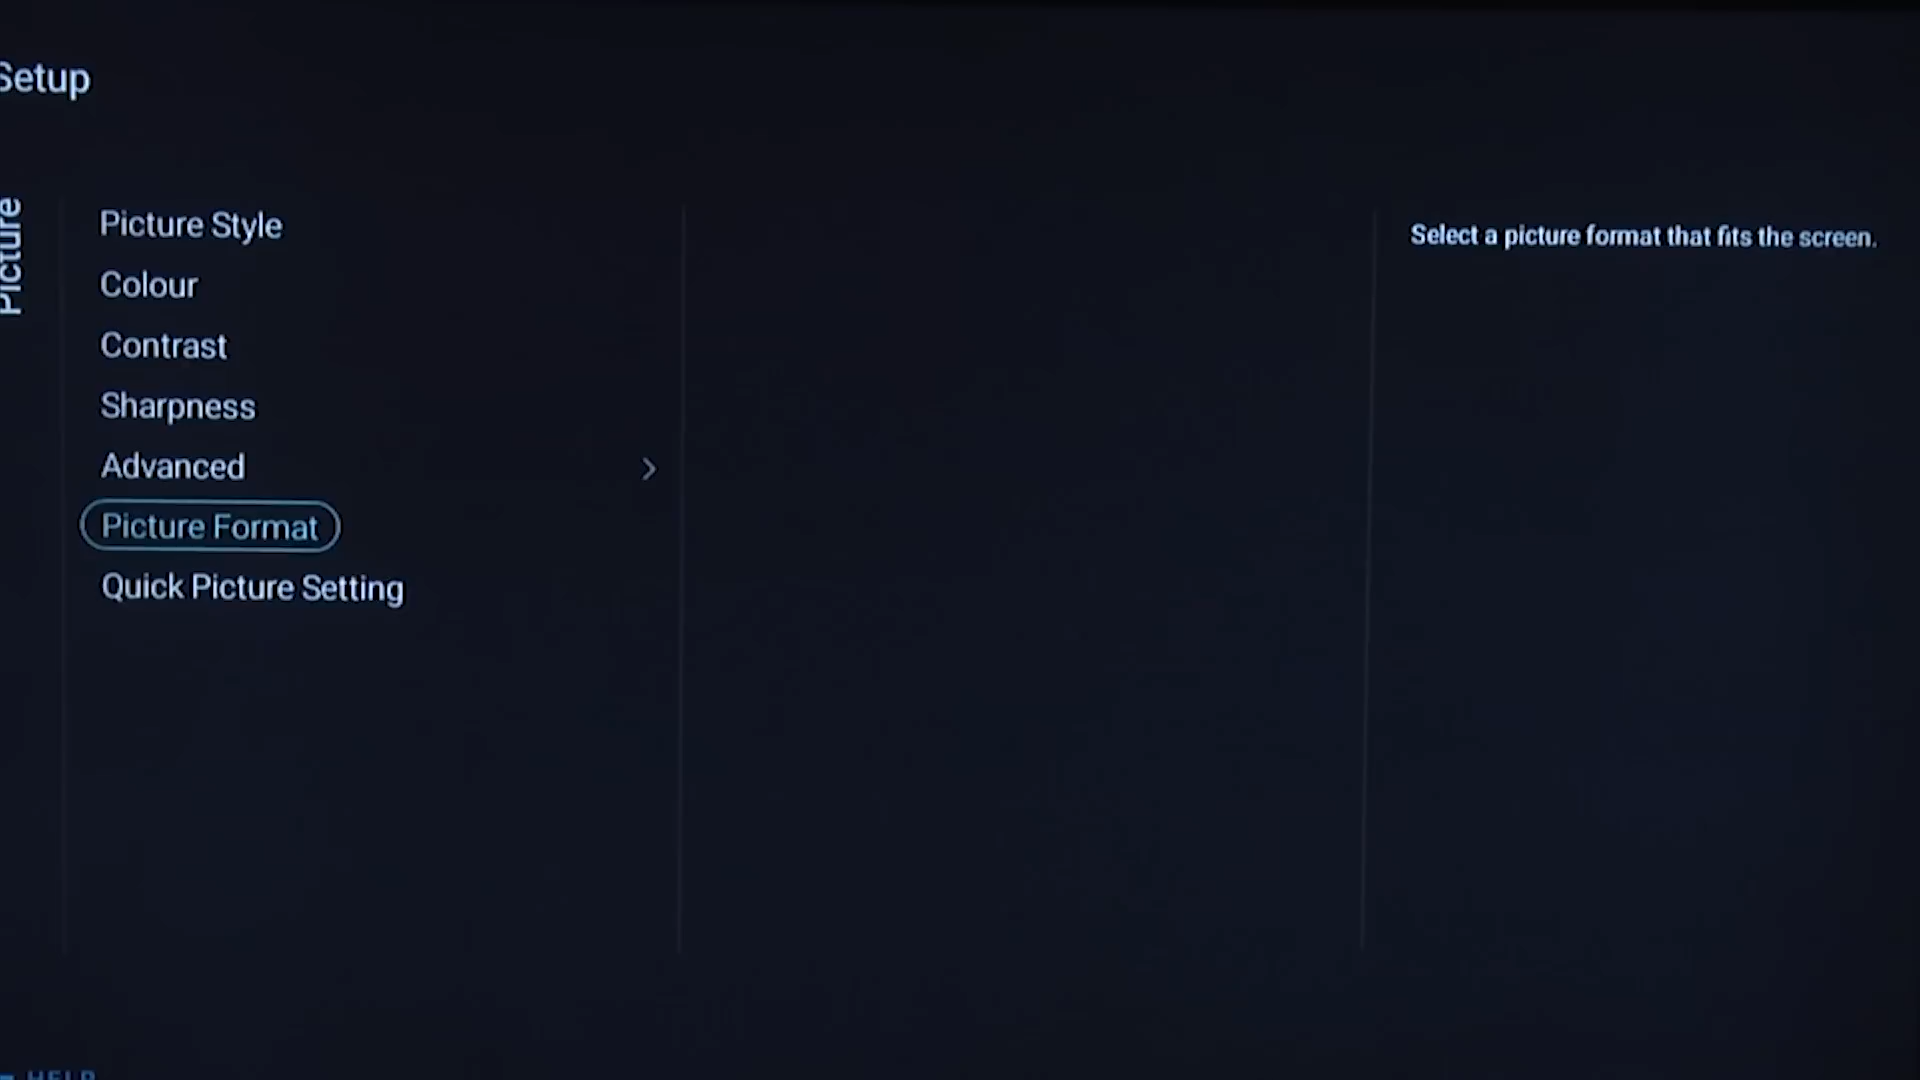 Setup
Picture
Picture Style
Colour
Contrast
Sharpness
Advanced
Picture Format
Quick Picture Setting
Select a picture format that fits the screen.
HELP